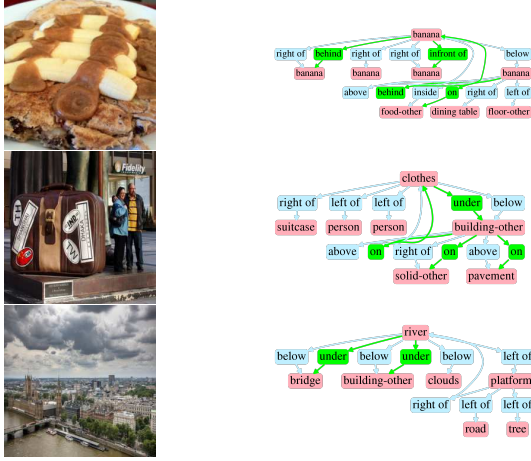 banana
right of behind right of right of infront of below
banana banana banana banana
above behind inside on right of left of
food-other dining table floor-other
Fidelity
clothes
right of left of left of under below
suitcase person person building-other
above on right of on above on
solid-other pavement
river
below under below under below left of
bridge building-other clouds platform
right of left of left of
road tree